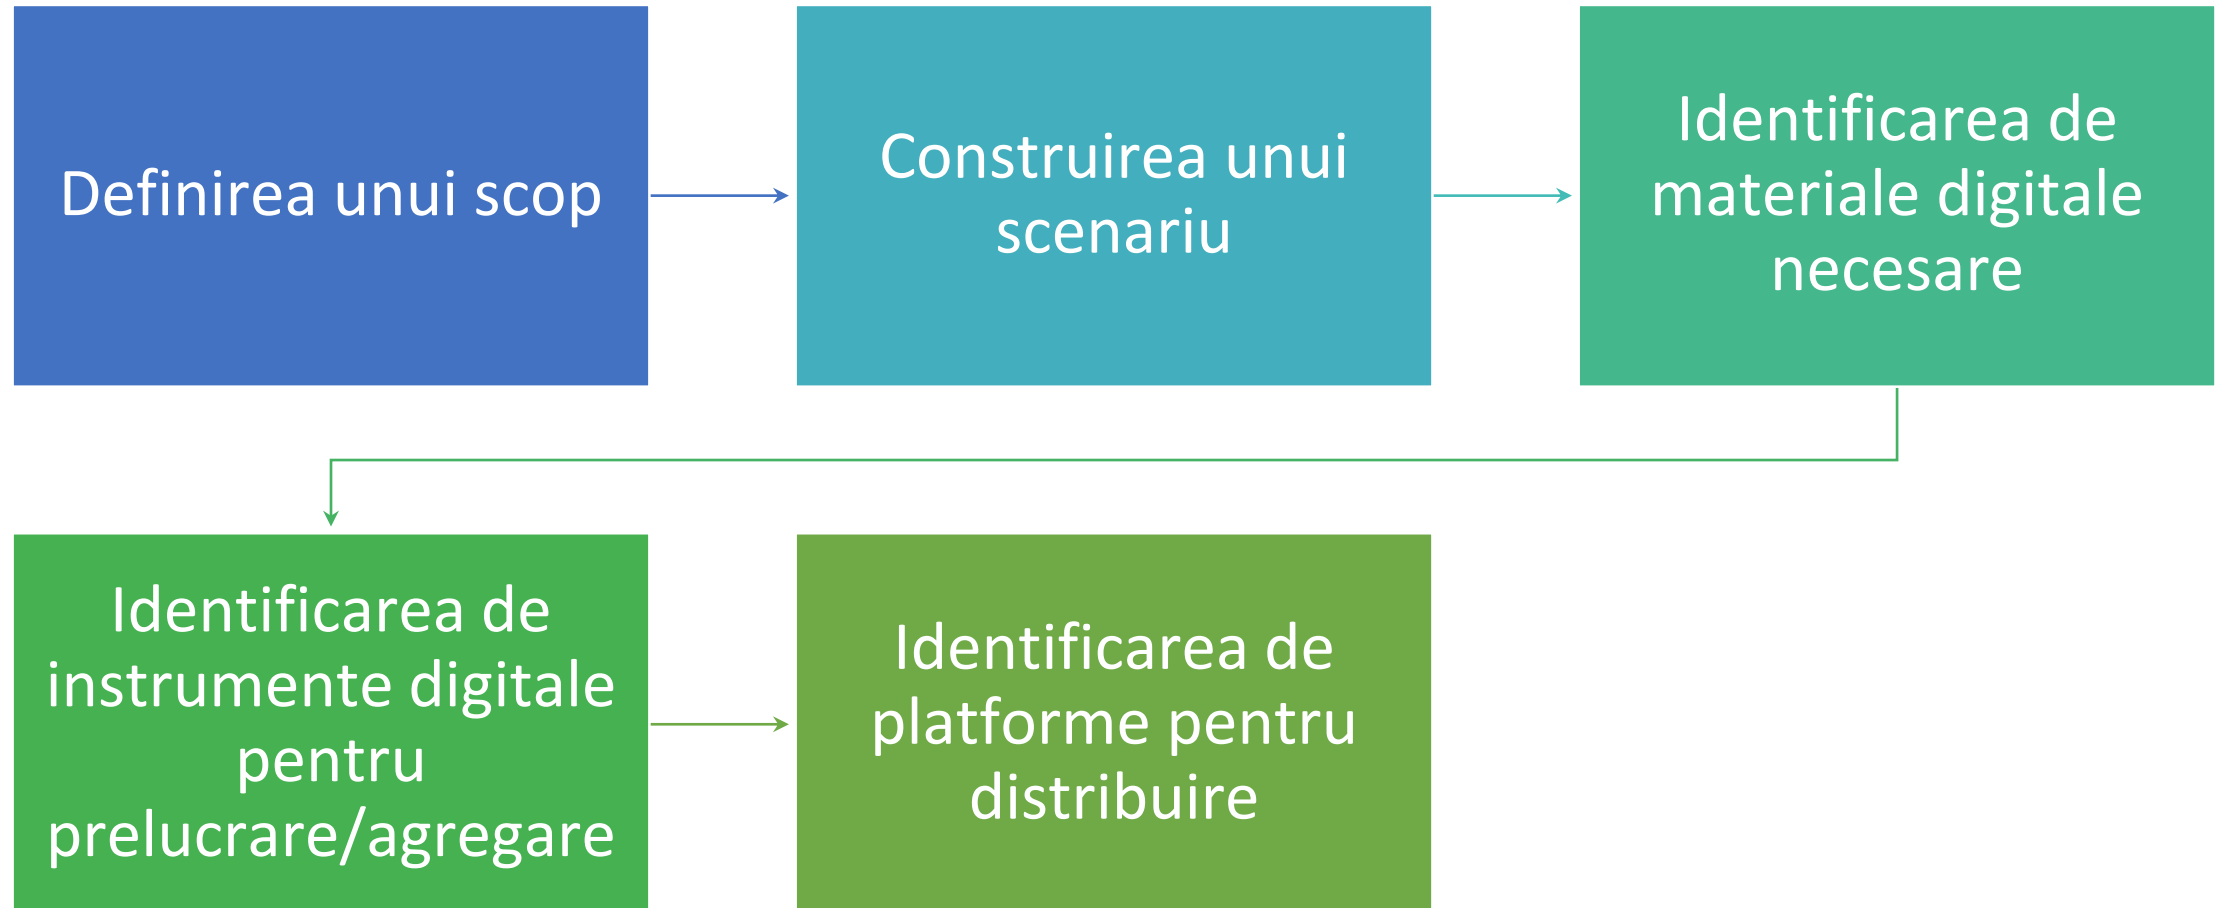 Definirea unui scop
Construirea unui
scenariu
Identificarea de
materiale digitale
necesare
Identificarea de
instrumente digitale
pentru
prelucrare/agregare
Identificarea de
platforme pentru
distribuire